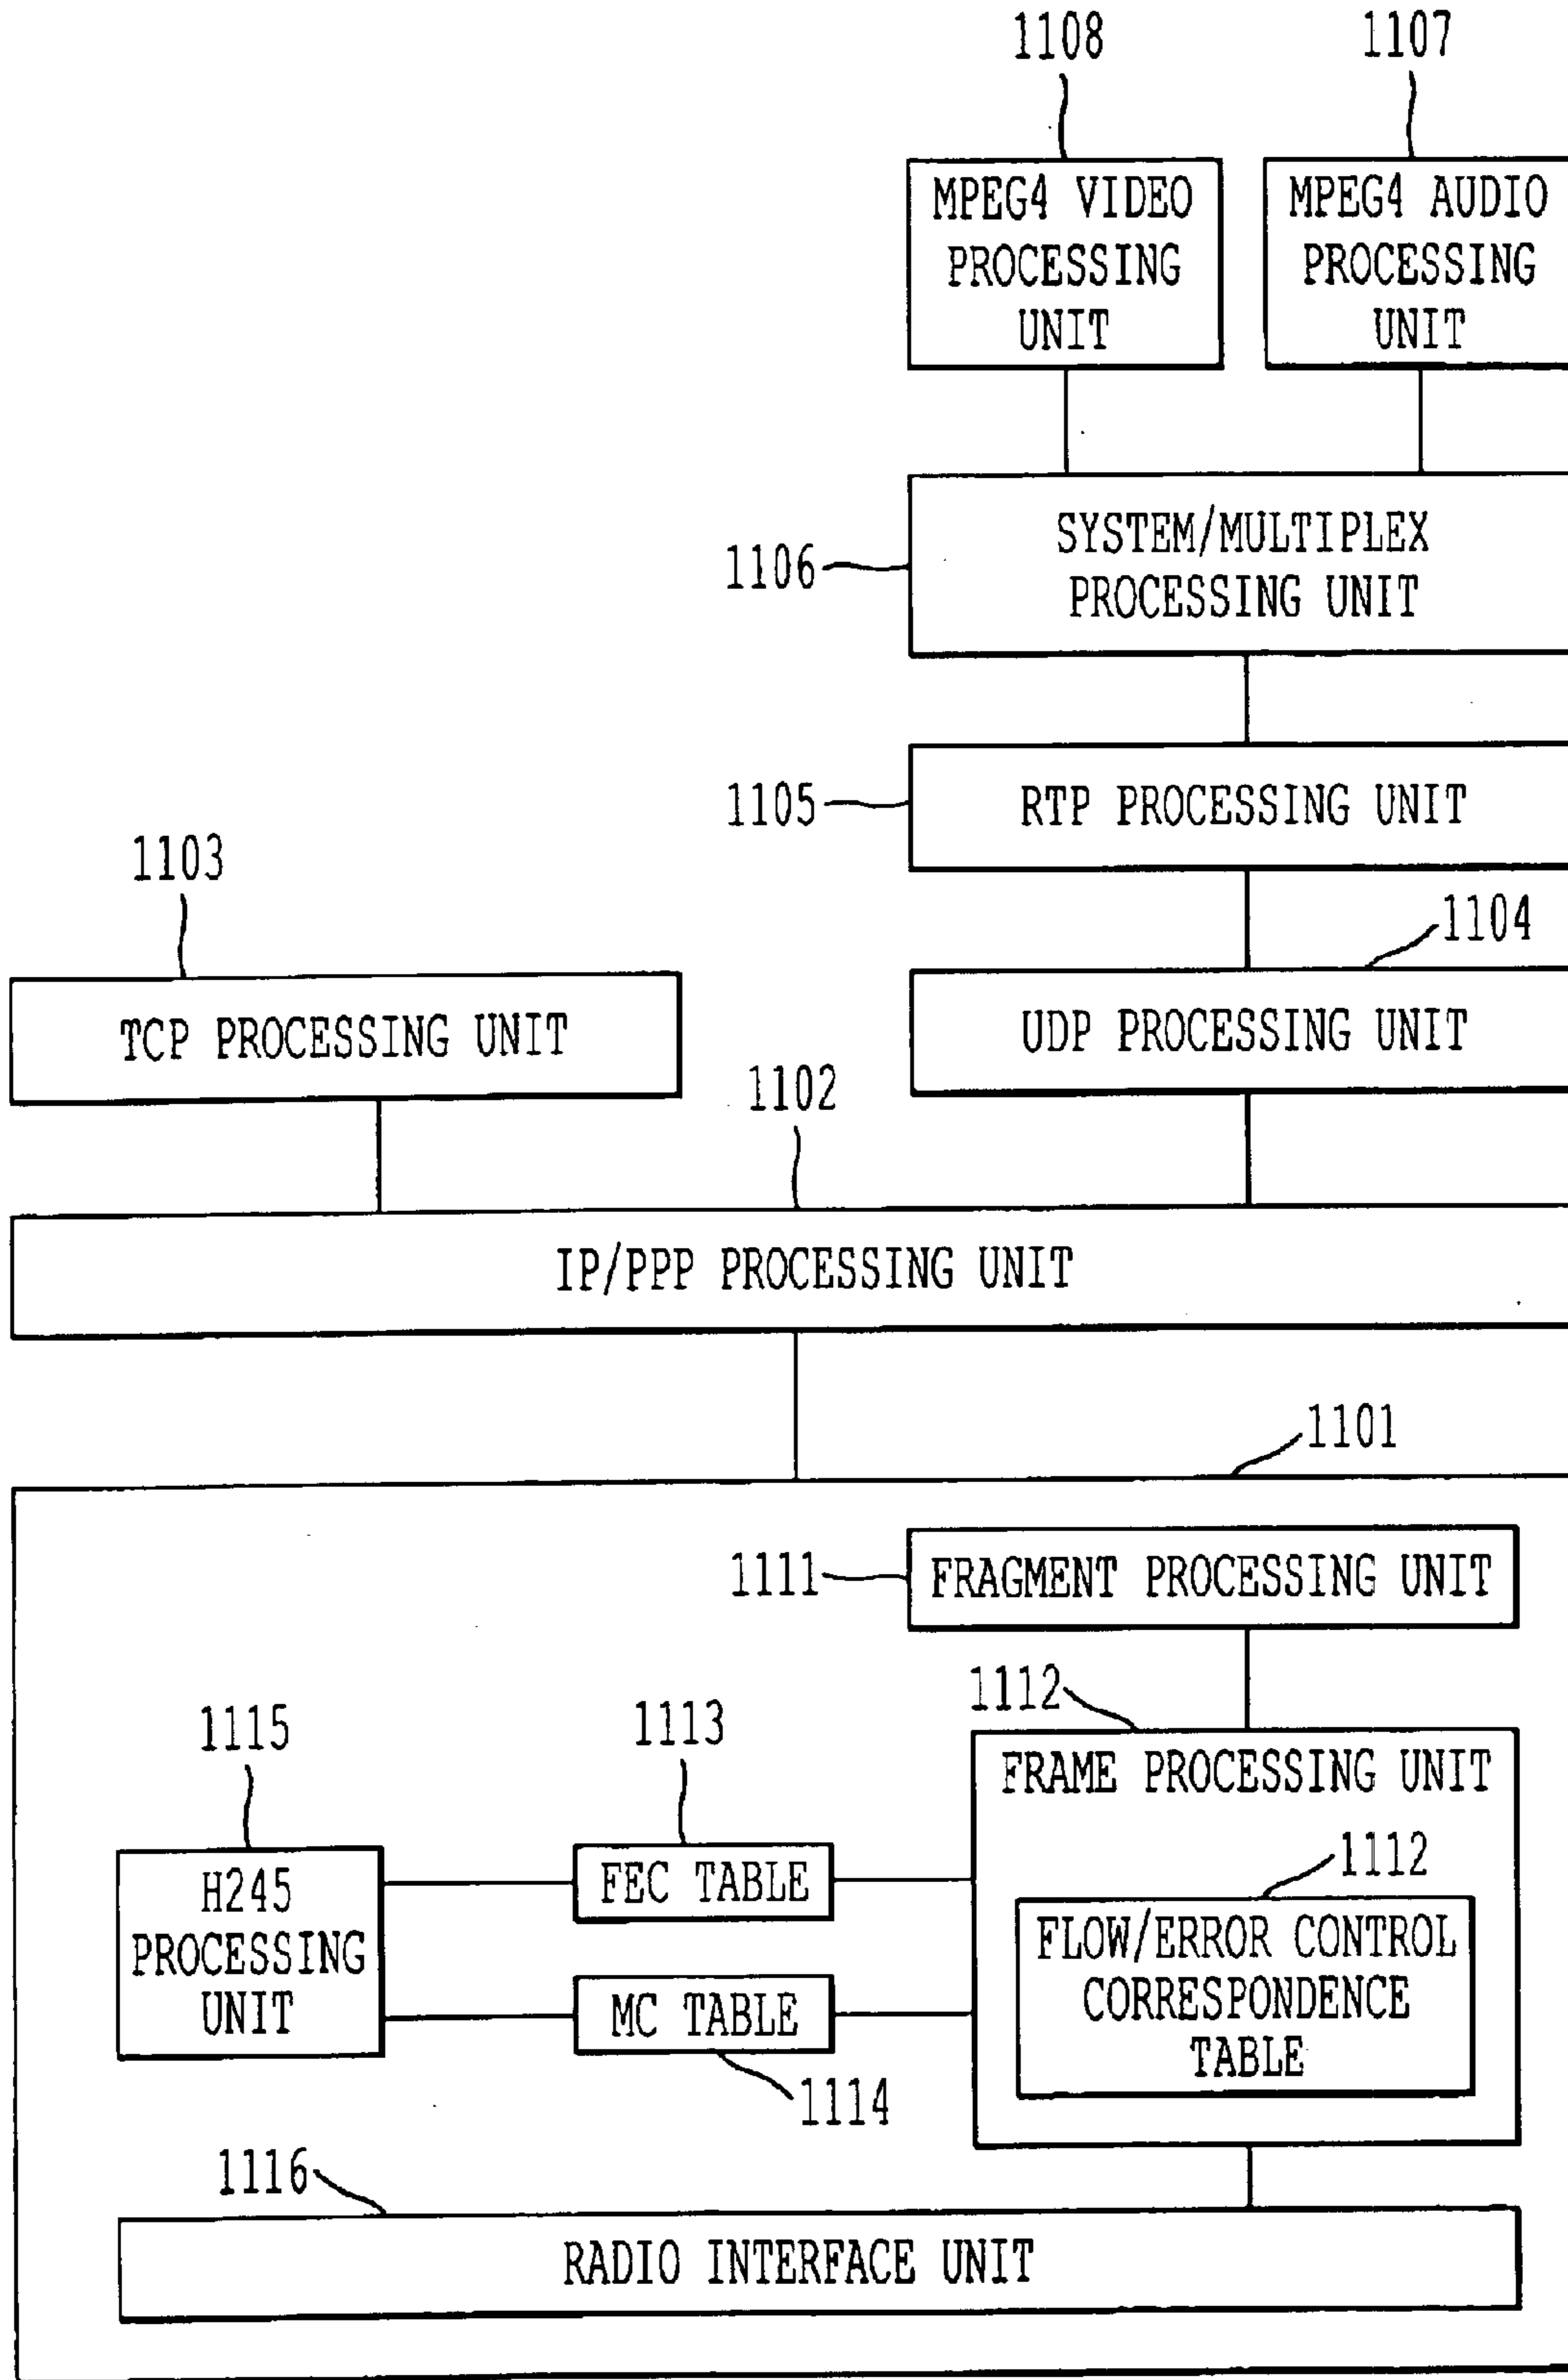 1108
1107
MPEG4 VIDEO
PROCESSING
UNIT
MPEG4 AUDIO
PROCESSING
UNIT
1106
SYSTEM/MULTIPLEX
PROCESSING UNIT
1105
RTP PROCESSING UNIT
1103
1104
TCP PROCESSING UNIT
UDP PROCESSING UNIT
1102
IP/PPP PROCESSING UNIT
1101
1111
FRAGMENT PROCESSING UNIT
1112
1115
1113
FRAME PROCESSING UNIT
1112
H245
PROCESSING
UNIT
FEC TABLE
FLOW/ERROR CONTROL
CORRESPONDENCE
TABLE
MC TABLE
1114
1116
RADIO INTERFACE UNIT